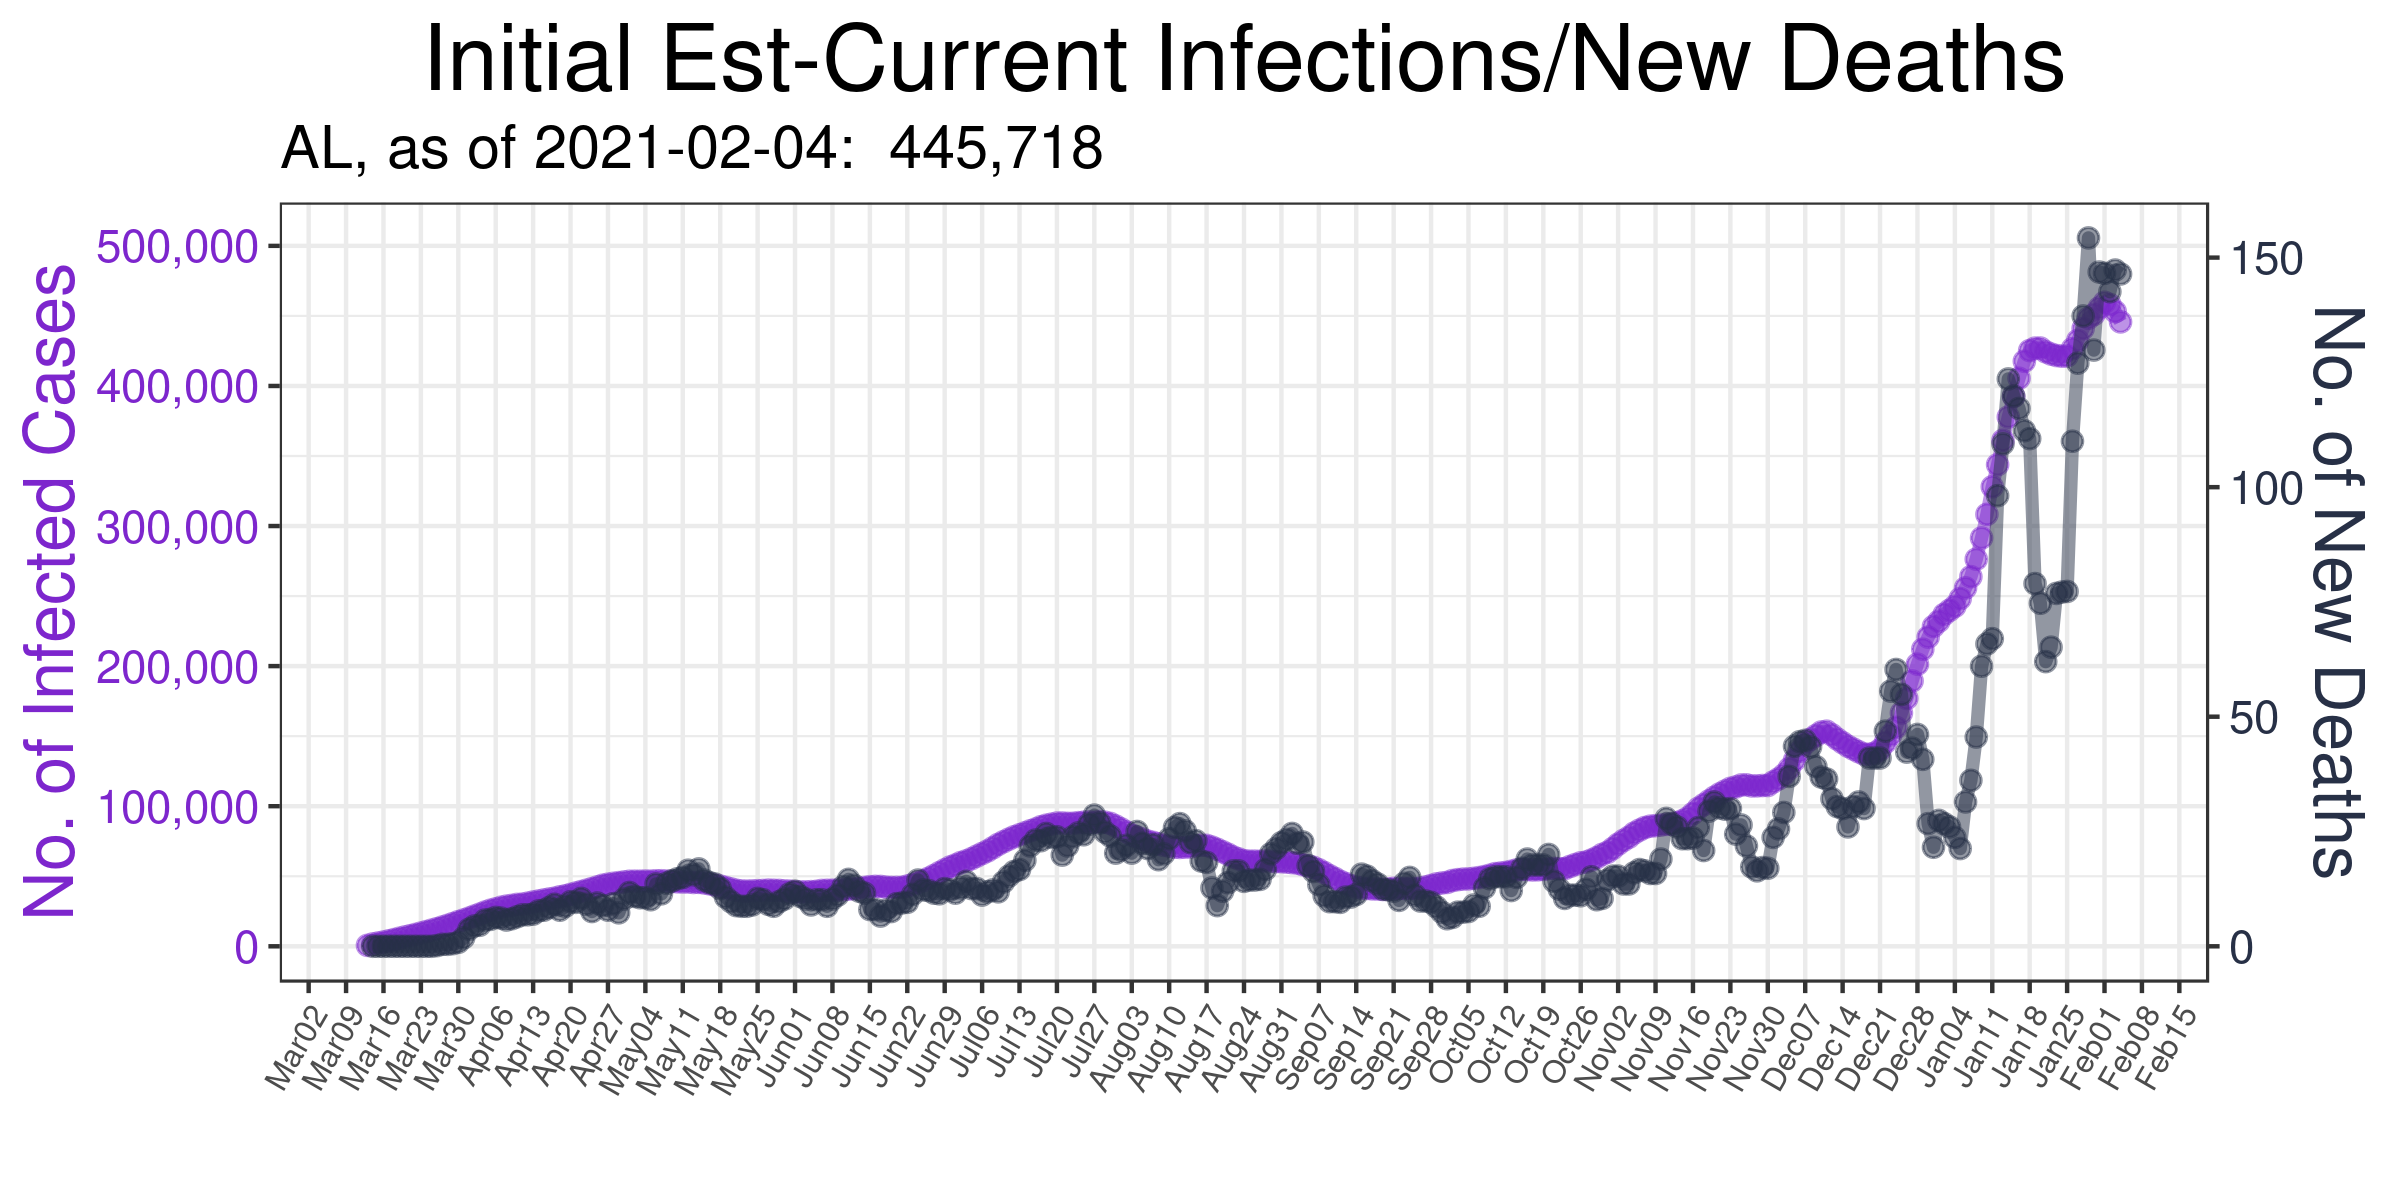 Initial Est-Current Infections/New Deaths
AL, as of 2021-02-04:  445,718
No. of Infected Cases
500,000
400,000
300,000
200,000
100,000
0
150
100
50
0
No. of New Deaths
Mar02
Mar09
Mar16
Mar23
Mar30
Apr06
Apr13
Apr20
Apr27
May04
May11
May18
May25
Jun01
Jun08
Jun15
Jun22
Jun29
Jul06
Jul13
Jul20
Jul27
Aug03
Aug10
Aug17
Aug24
Aug31
Sep07
Sep14
Sep21
Sep28
Oct05
Oct12
Oct19
Oct26
Nov02
Nov09
Nov16
Nov23
Nov30
Dec07
Dec14
Dec21
Dec28
Jan04
Jan11
Jan18
Jan25
Feb01
Feb08
Feb15